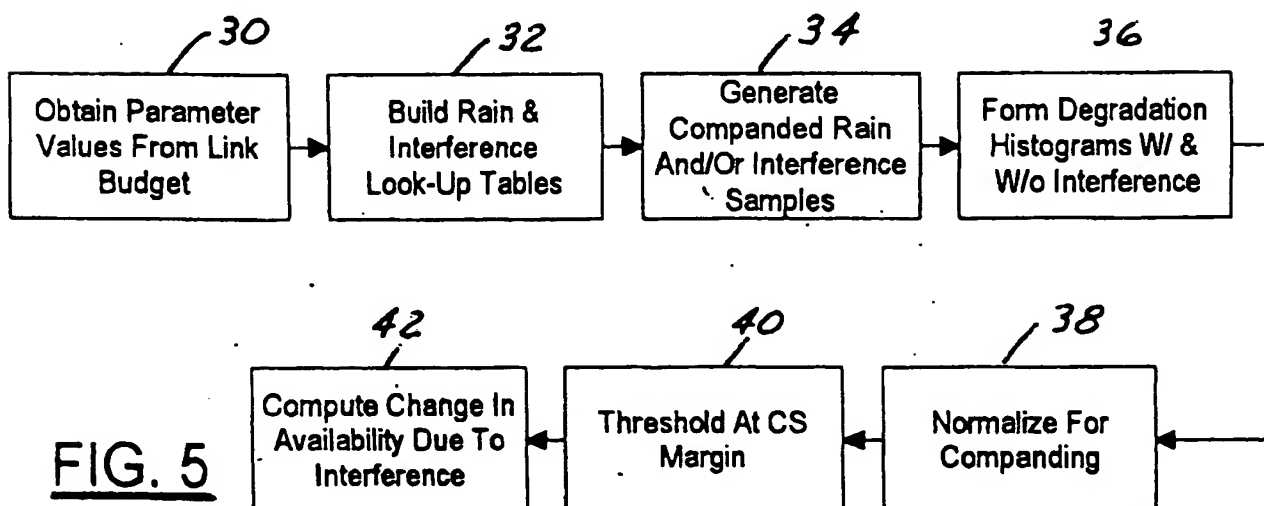 30
Obtain Parameter
Values From Link
Budget
32
Build Rain &
Interference
Look-Up Tables
34
Generate
Companded Rain
And/Or Interference
Samples
36
Form Degradation
Histograms W/ &
W/o Interference
38
Normalize For
Companding
40
Threshold At CS
Margin
42
Compute Change In
Availability Due To
Interference
FIG. 5